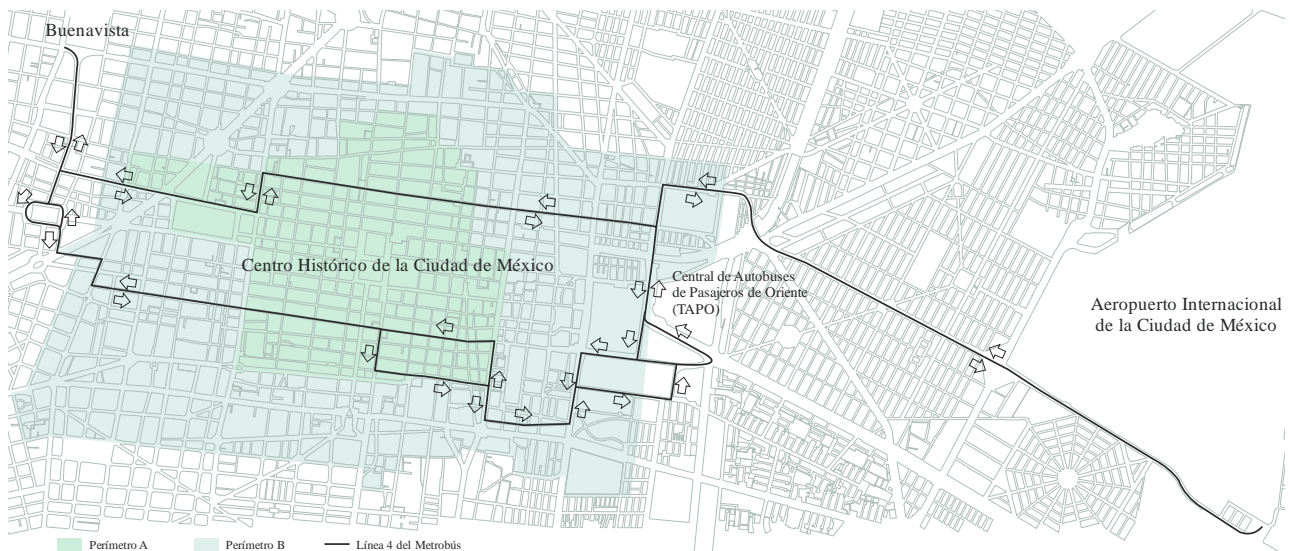 Buenavista
Centro Histórico de la Ciudad de México
Central de Autobuses
de Pasajeros de Oriente
(TAPO)
Aeropuerto Internacional
de la Ciudad de México
Perímetro A
Perímetro B
Línea 4 del Metrobús